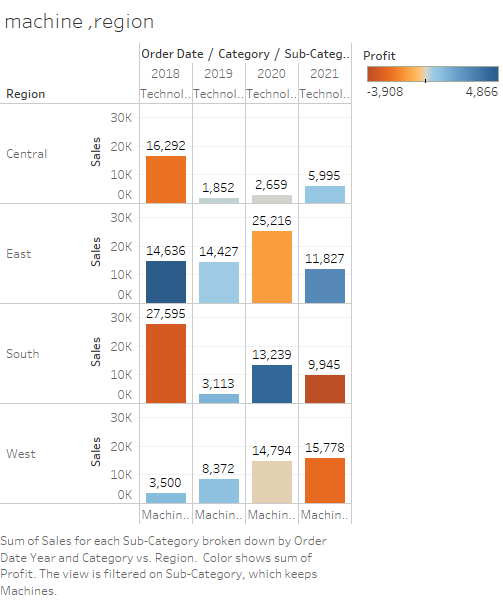 machine ,region
Order Date / Category / Sub-Categ..
Profit
2018 2019 2020 2021
-3,908 4,866
Region Technol.. Technol.. Technol.. Technol..
Central Sales 30K 20K 10K 0K
16,292 1,852 2,659 5,995
East Sales 30K 20K 10K 0K
14,636 14,427 25,216 11,827
South Sales 30K 20K 10K 0K
27,595 3,113 13,239 9,945
West Sales 30K 20K 10K 0K
3,500 8,372 14,794 15,778
Machin.. Machin.. Machin.. Machin..
Sum of Sales for each Sub-Category broken down by Order
Date Year and Category vs. Region.  Color shows sum of
Profit. The view is filtered on Sub-Category, which keeps
Machines.